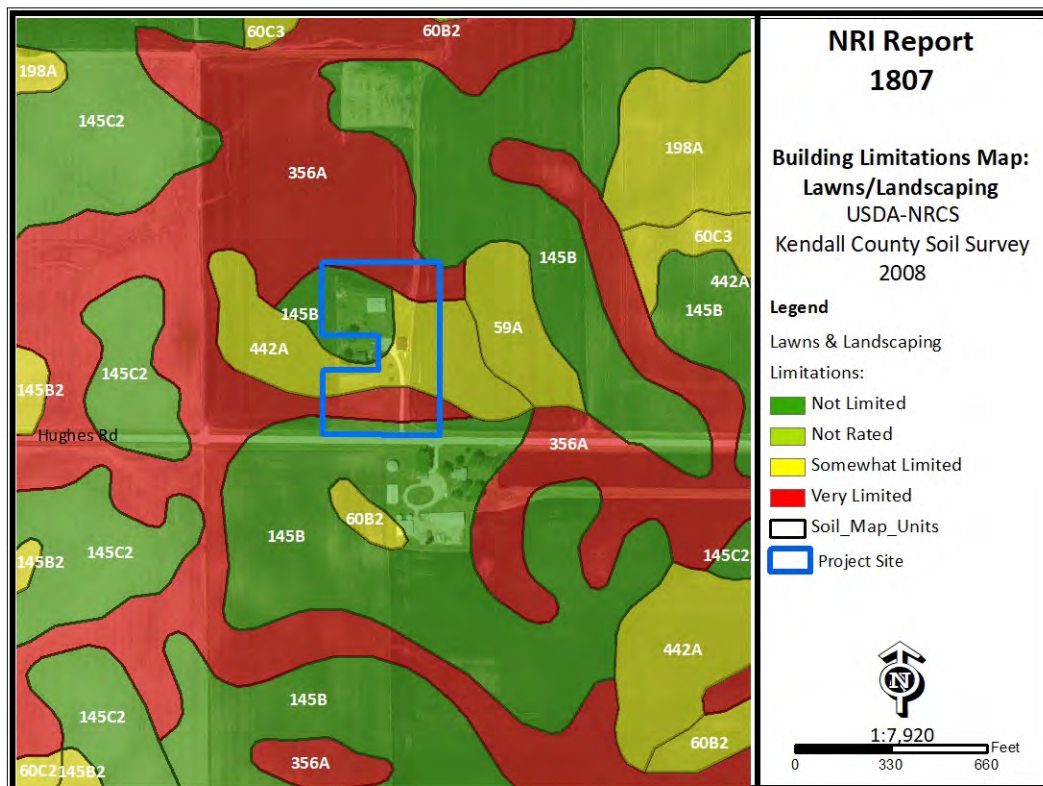 60C3
60B2
198A
145C2
198A
356A
60C3
145B
442A
145B
145B
59A
442A
145C2
145B2
Hughes Rd
356A
60B2
145B
145C2
145C2
145B2
442A
145B
145C2
60B2
356A
60C2
145B2
NRI Report
1807
Building Limitations Map:
Lawns/Landscaping
USDA-NRCS
Kendall County Soil Survey
2008
Legend
Lawns & Landscaping
Limitations:
Not Limited
Not Rated
Somewhat Limited
Very Limited
Soil_Map_Units
Project Site
N
1:7,920
Feet
0 330 660